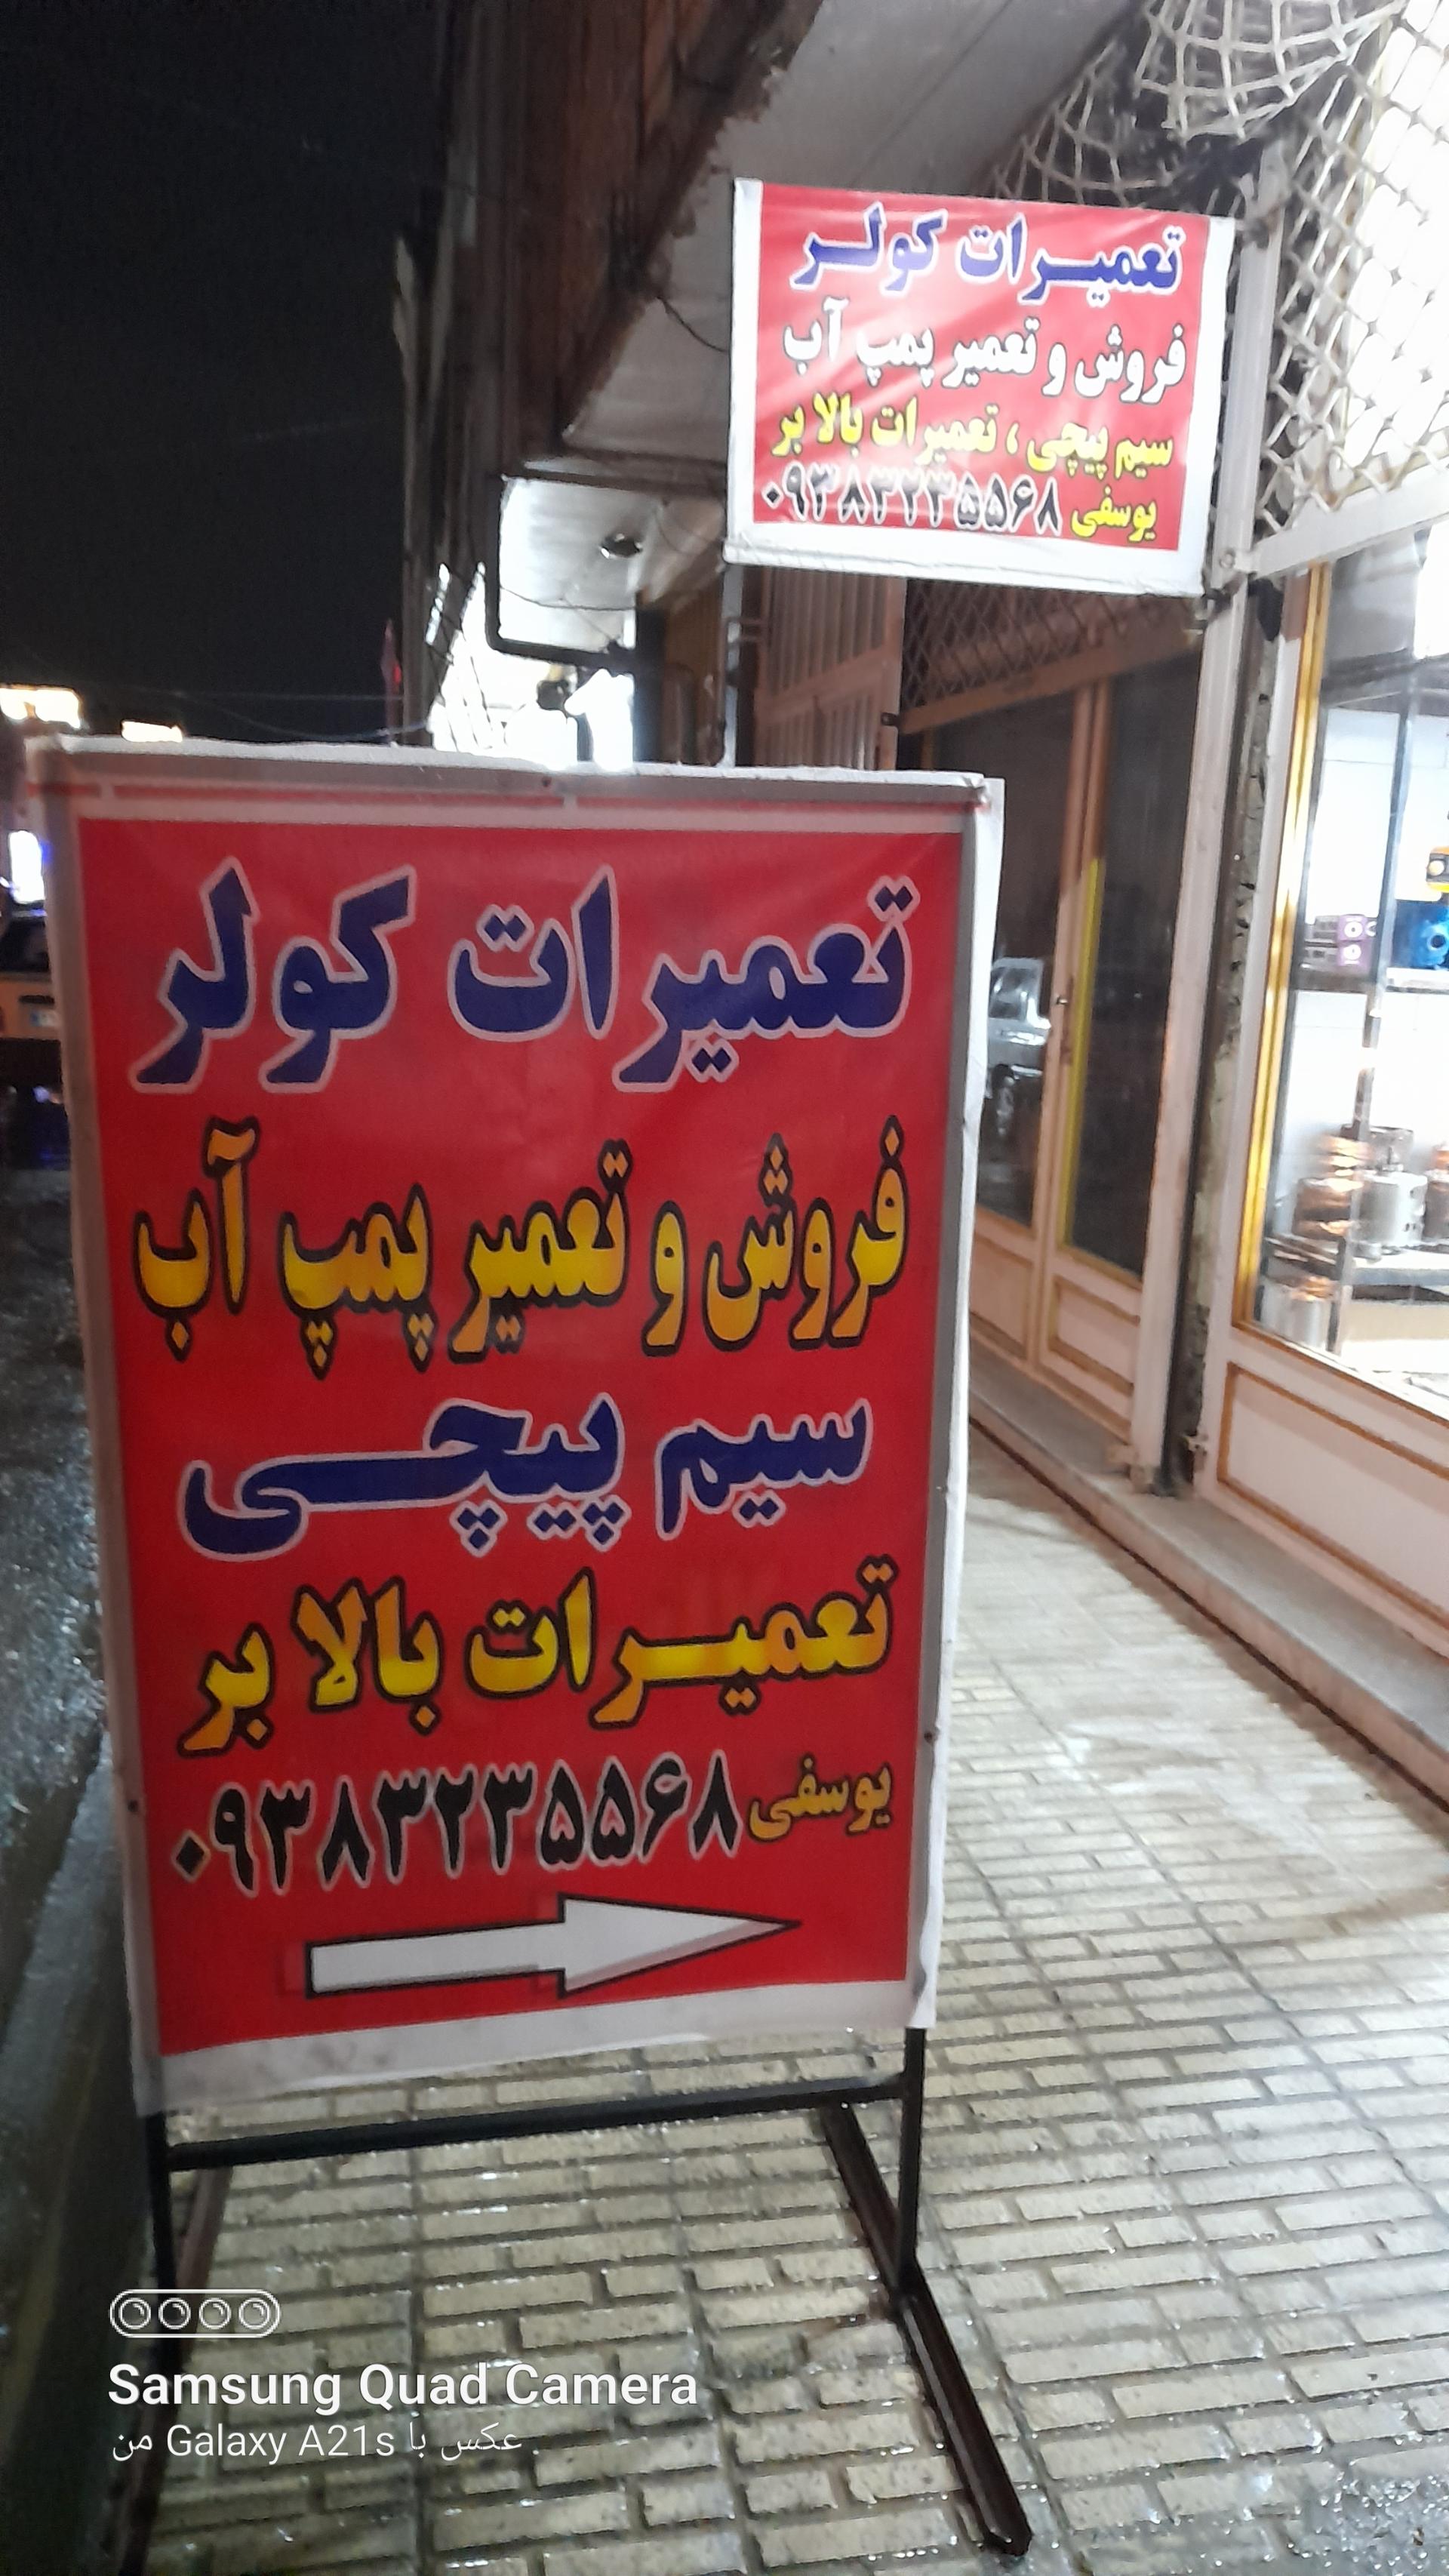 تعمیرات کولر
فروش و تعمیر پمپ آب
سیم پیچی ، تعمیرات بالا بر
یوسفی ۰۹۳۸۳۲۳۵۵۶۸
تعمیرات کولر
فروش و تعمیر پمپ آب
سیم پیچی
تعمیرات بالا بر
یوسفی ۰۹۳۸۳۲۳۵۵۶۸
Samsung Quad Camera
عکس با Galaxy A21s من